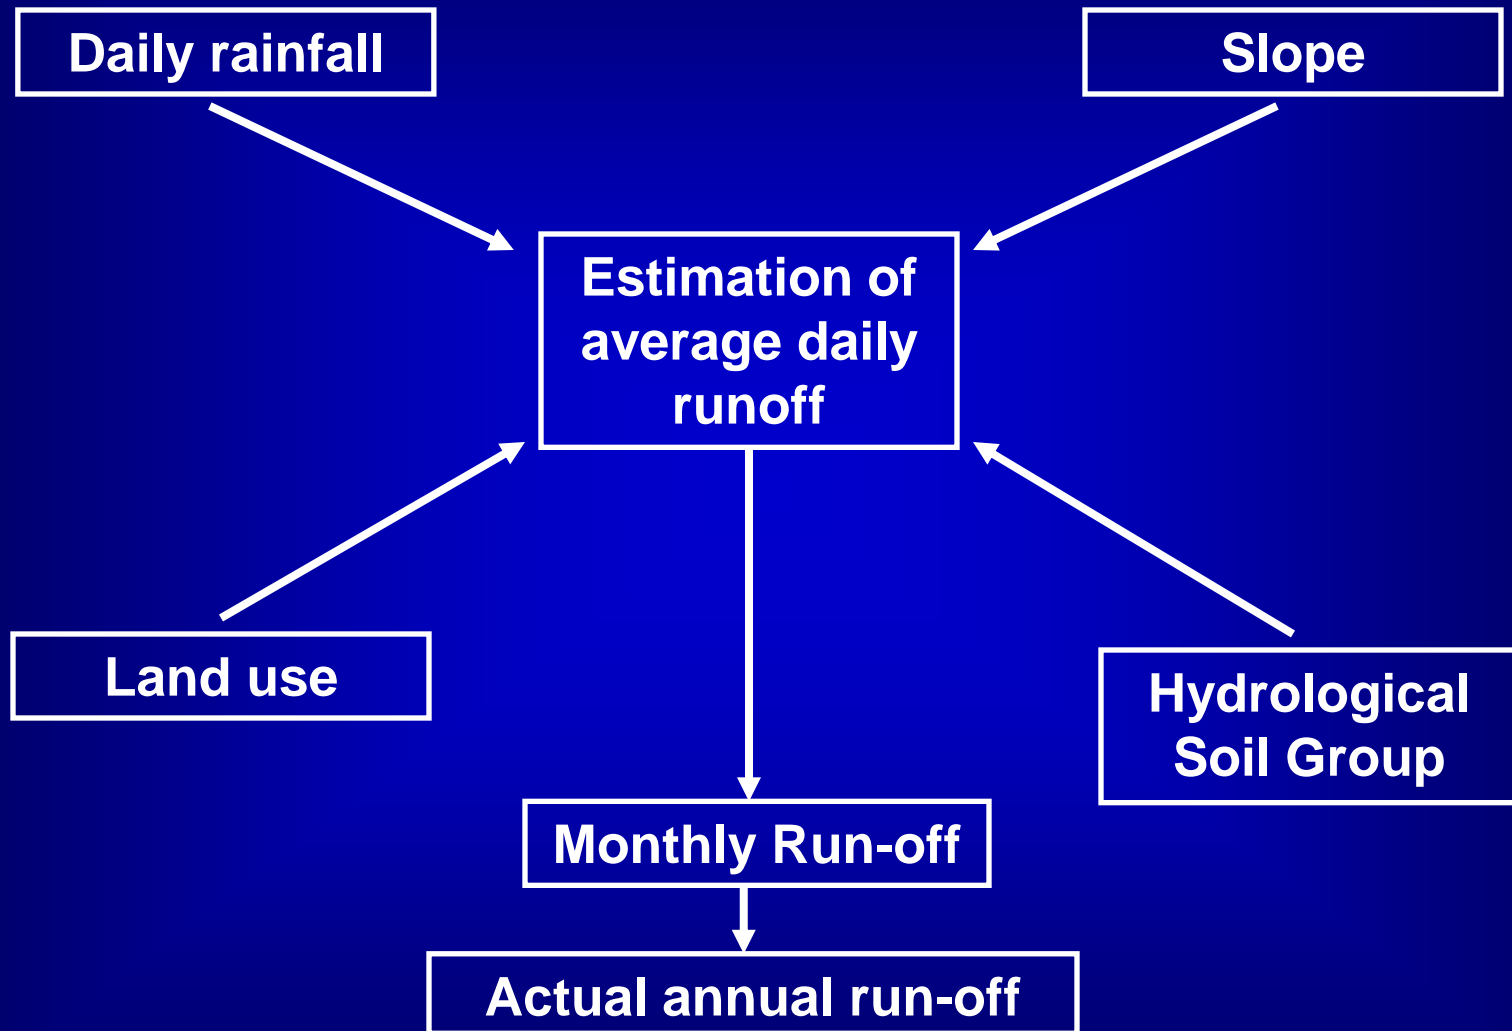 Daily rainfall
Slope
Estimation of
average daily
runoff
Land use
Hydrological
Soil Group
Monthly Run-off
Actual annual run-off